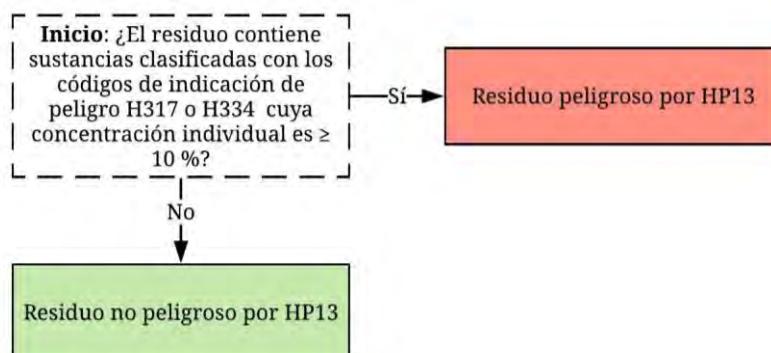 Inicio: ¿El residuo contiene
sustancias clasificadas con los
códigos de indicación de
peligro H317 o H334 cuya
concentración individual es ≥
10 %?
Sí
Residuo peligroso por HP13
No
Residuo no peligroso por HP13